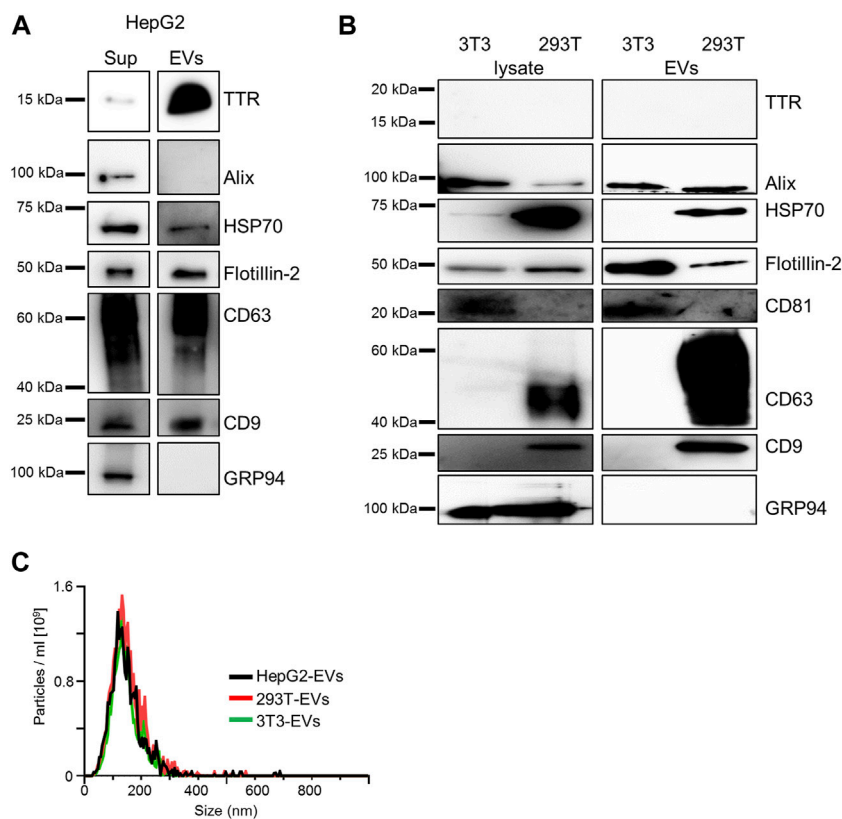 A
HepG2
Sup EVs
15 kDa TTR
100 kDa Alix
75 kDa
HSP70
50 kDa Flotillin-2
60 kDa CD63
40 kDa
25 kDa CD9
100 kDa GRP94
B
3T3 293T 3T3 293T
lysate EVs
20 kDa TTR
15 kDa
100 kDa Alix
75 kDa HSP70
50 kDa Flotillin-2
20 kDa CD81
60 kDa
CD63
40 kDa
25 kDa CD9
100 kDa GRP94
C
Particles / ml [10⁹]
1.6
0.8
0
HepG2-EVs
293T-EVs
3T3-EVs
0 200 400 600 800
Size (nm)